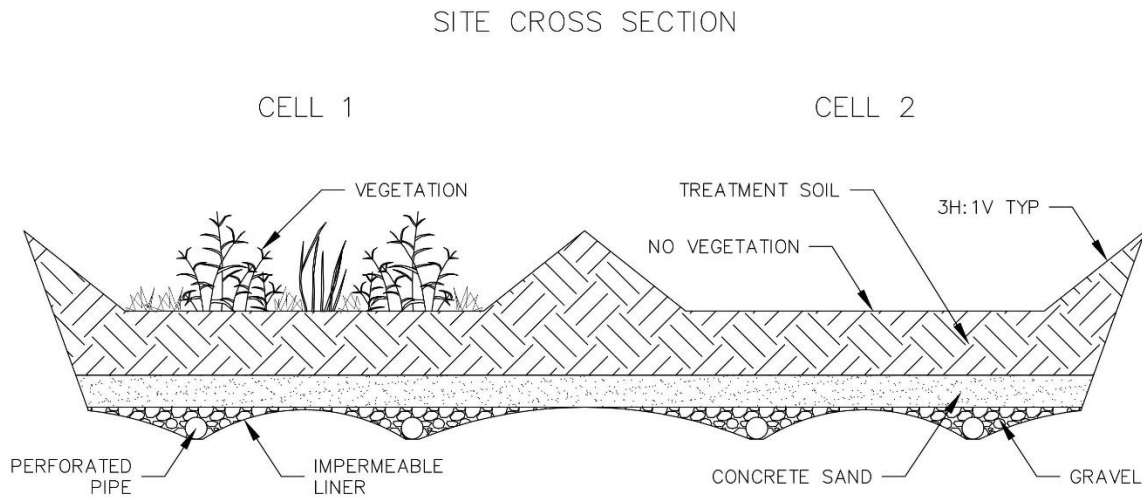 SITE CROSS SECTION
CELL 1
CELL 2
VEGETATION
TREATMENT SOIL
3H:1V TYP
NO VEGETATION
PERFORATED
PIPE
IMPERMEABLE
LINER
CONCRETE SAND
GRAVEL